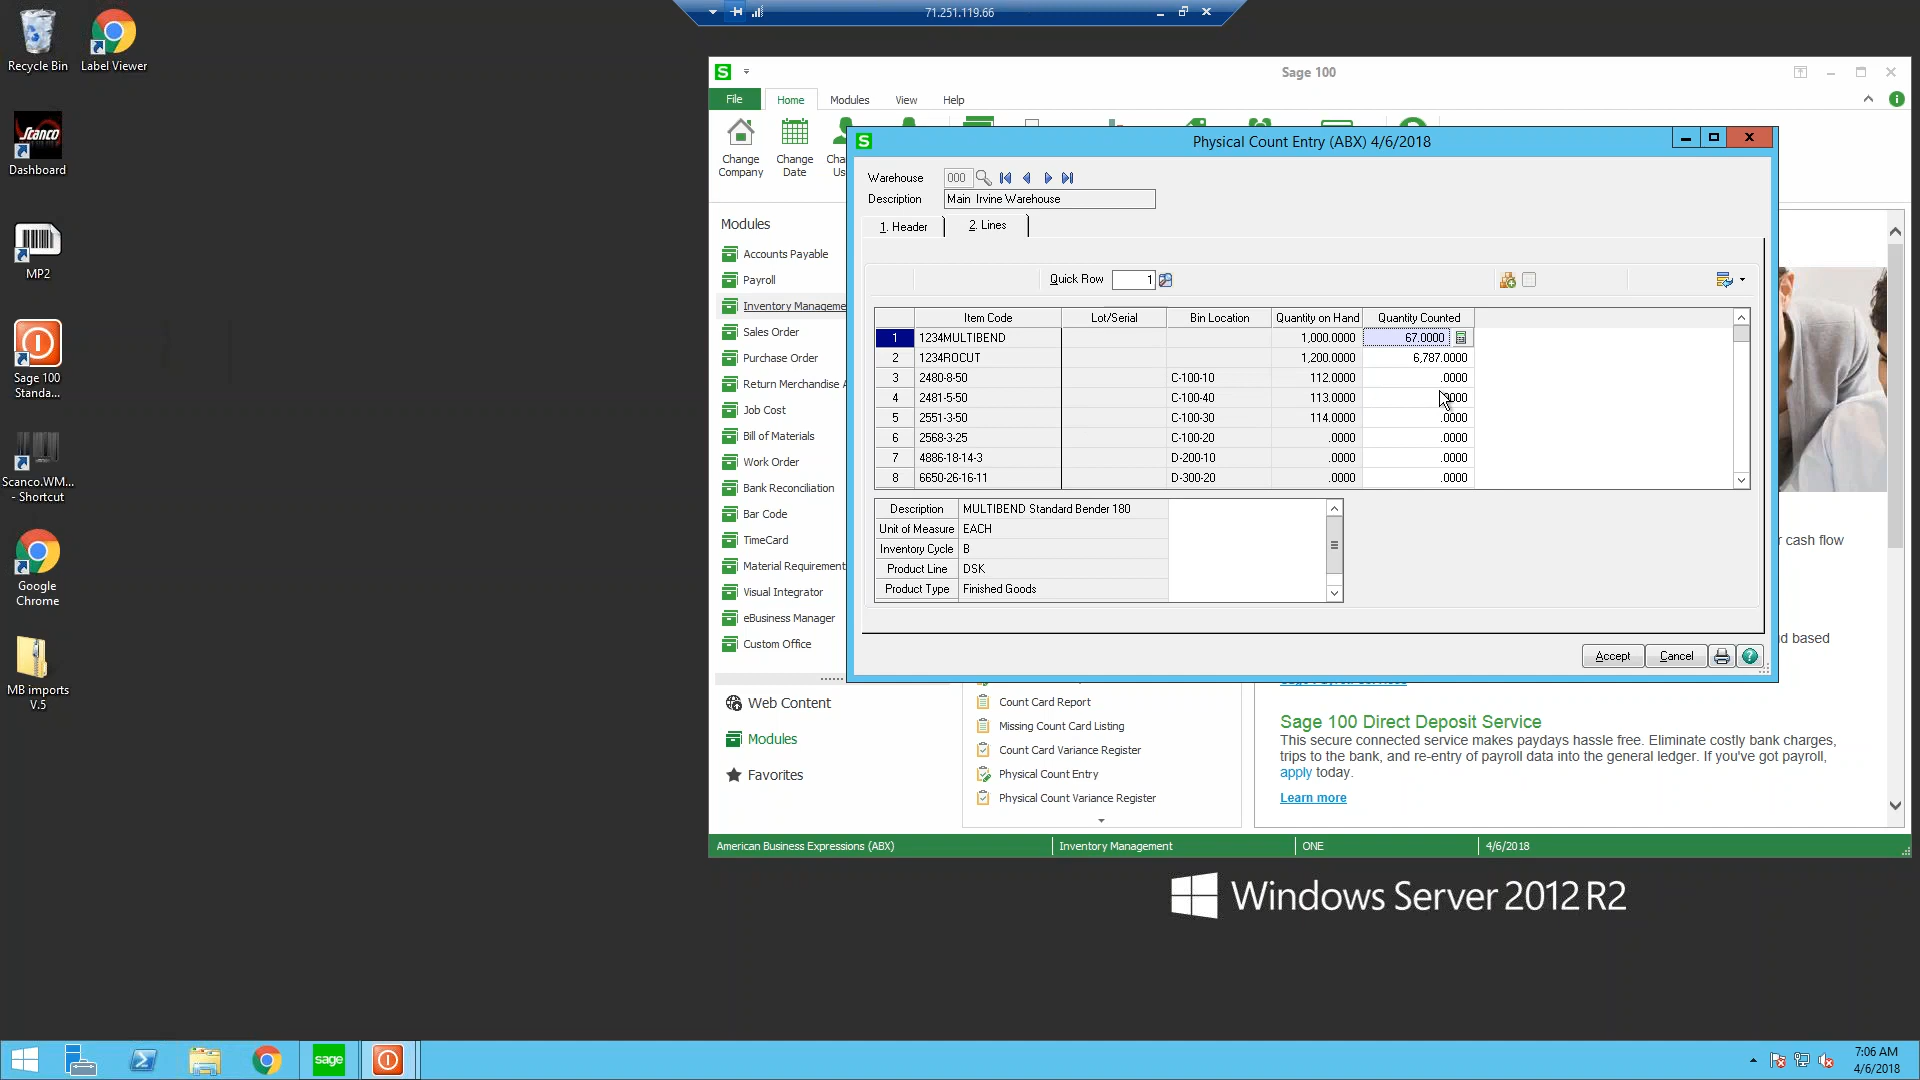 71.251.119.66
Recycle Bin
Label Viewer
Scanco
Dashboard
MP2
Sage 100
Standa...
Scanco.WM...
- Shortcut
Google
Chrome
MB imports
V.5
S
Sage 100
File
Home
Modules
View
Help
Change
Company
Change
Date
Modules
Accounts Payable
Payroll
Inventory Manageme
Sales Order
Purchase Order
Return Merchandise A
Job Cost
Bill of Materials
Work Order
Bank Reconciliation
Bar Code
TimeCard
Material Requirement
Visual Integrator
eBusiness Manager
Custom Office
Web Content
Modules
Favorites
S
Physical Count Entry (ABX) 4/6/2018
Warehouse 000
Description Main Irvine Warehouse
1. Header
2. Lines
Quick Row 1
Item Code Lot/Serial Bin Location Quantity on Hand Quantity Counted
1 1234MULTIBEND 1,000.0000 67.0000
2 1234ROCUT 1,200.0000 6,787.0000
3 2480-8-50 C-100-10 112.0000 .0000
4 2481-5-50 C-100-40 113.0000 .0000
5 2551-3-50 C-100-30 114.0000 .0000
6 2568-3-25 C-100-20 .0000 .0000
7 4886-18-14-3 D-200-10 .0000 .0000
8 6650-26-16-11 D-300-20 .0000 .0000
Description MULTIBEND Standard Bender 180
Unit of Measure EACH
Inventory Cycle B
Product Line DSK
Product Type Finished Goods
Accept
Cancel
r cash flow
d based
Count Card Report
Missing Count Card Listing
Count Card Variance Register
Physical Count Entry
Physical Count Variance Register
Sage 100 Direct Deposit Service
This secure connected service makes paydays hassle free. Eliminate costly bank charges,
trips to the bank, and re-entry of payroll data into the general ledger. If you've got payroll,
apply today.
Learn more
American Business Expressions (ABX)
Inventory Management
ONE
4/6/2018
Windows Server 2012 R2
sage
7:06 AM
4/6/2018